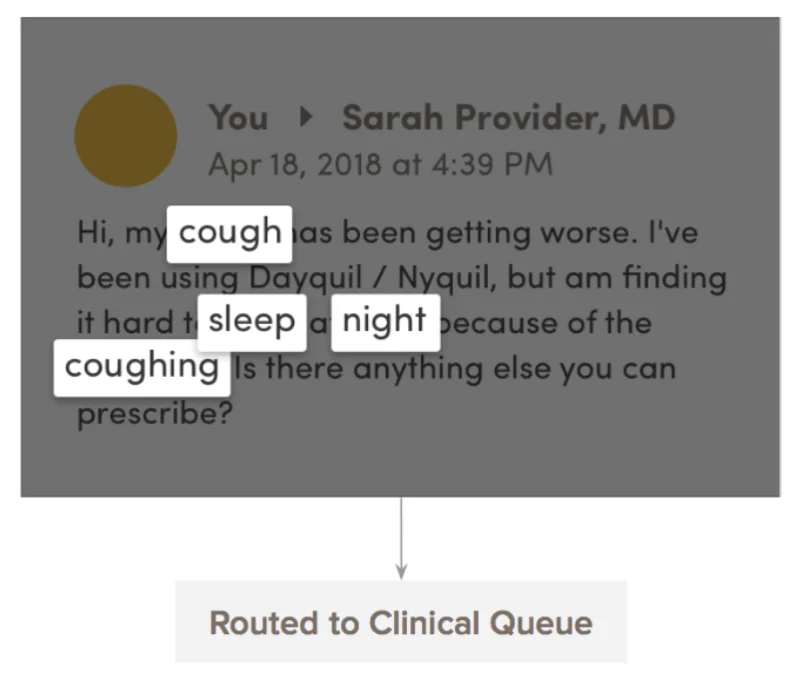 You ▶ Sarah Provider, MD
Apr 18, 2018 at 4:39 PM
Hi, my cough has been getting worse. I've
been using Dayquil / Nyquil, but am finding
it hard to sleep at night because of the
coughing Is there anything else you can
prescribe?
Routed to Clinical Queue